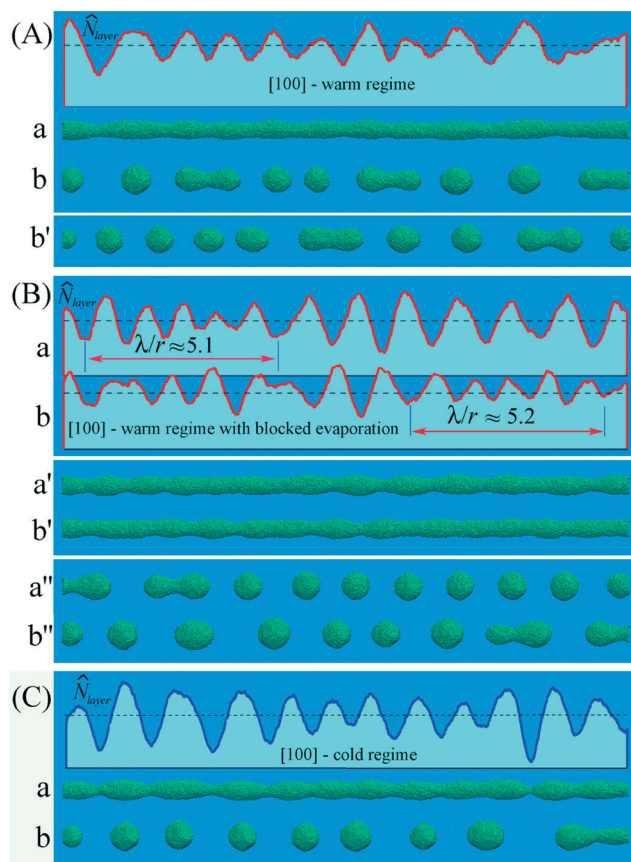 (A)
N̂layer
[100] - warm regime
a
b
b'
(B)
N̂layer
a
λ/r ≈5.1
b
[100] - warm regime with blocked evaporation
λ/r ≈ 5.2
a'
b'
a"
b"
(C)
N̂layer
[100] - cold regime
a
b